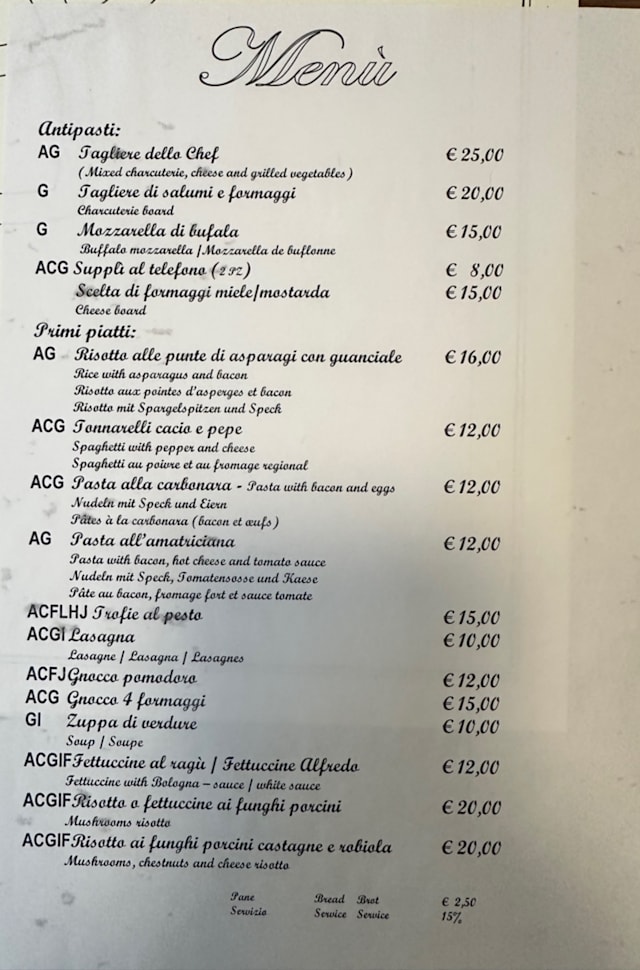 Menù
Antipasti:
AG Tagliere dello Chef € 25,00
(Mixed charcuterie, cheese and grilled vegetables)
G Tagliere di salumi e formaggi € 20,00
Charcuterie board
G Mozzarella di bufala € 15,00
Buffalo mozzarella / Mozzarella de buflonne
ACG Supplì al telefono (2 PZ) € 8,00
Scelta di formaggi miele/mostarda € 15,00
Cheese board
Primi piatti:
AG Risotto alle punte di asparagi con guanciale € 16,00
Rice with asparagus and bacon
Risotto aux pointes d'asperges et bacon
Risotto mit Spargelspitzen und Speck
ACG Tonnarelli cacio e pepe € 12,00
Spaghetti with pepper and cheese
Spaghetti au poivre et au fromage regional
ACG Pasta alla carbonara - Pasta with bacon and eggs € 12,00
Nudeln mit Speck und Eiern
Pâtes à la carbonara (bacon et œufs)
AG Pasta all'amatriciana € 12,00
Pasta with bacon, hot cheese and tomato sauce
Nudeln mit Speck, Tomatensosse und Kaese
Pâte au bacon, fromage fort et sauce tomate
ACFLHJ Trofie al pesto € 15,00
ACGI Lasagna € 10,00
Lasagne / Lasagna / Lasagnes
ACFJ Gnocco pomodoro € 12,00
ACG Gnocco 4 formaggi € 15,00
GI Zuppa di verdure € 10,00
Soup / Soupe
ACGIF Fettuccine al ragù / Fettuccine Alfredo € 12,00
Fettuccine with Bologna – sauce / white sauce
ACGIF Risotto o fettuccine ai funghi porcini € 20,00
Mushrooms risotto
ACGIF Risotto ai funghi porcini castagne e robiola € 20,00
Mushrooms, chestnuts and cheese risotto
Pane Bread Brot € 2,50
Servizio Service Service 15%